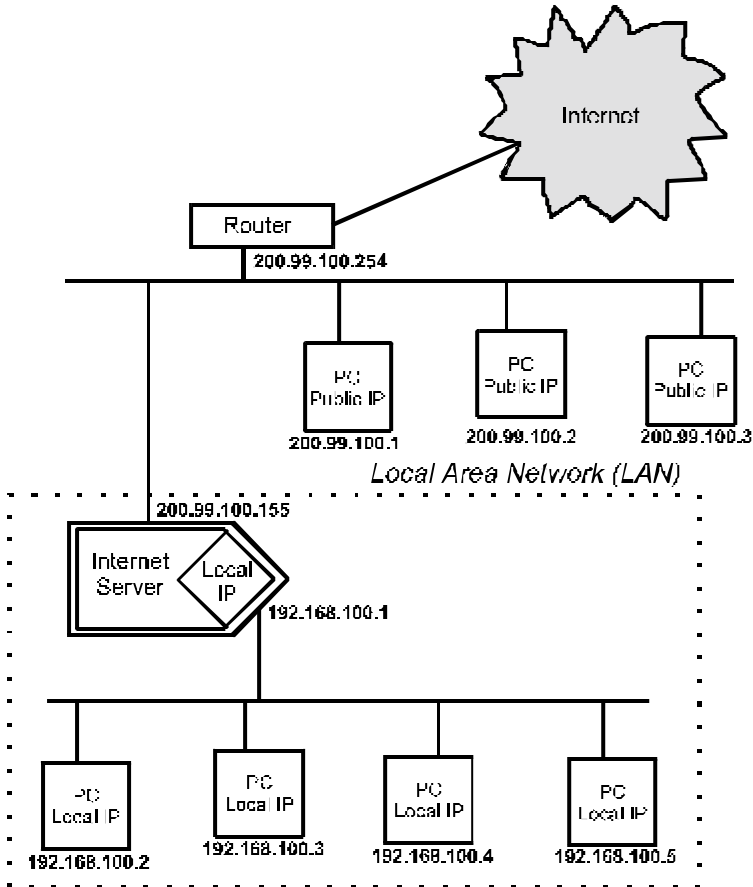 Internet
Router
200.99.100.254
PC
Public IP
200.99.100.1
PC
Public IP
200.99.100.2
PC
Public IP
200.99.100.3
Local Area Network (LAN)
200.99.100.155
Internet
Server
Local
IP
192.168.100.1
PC
Local IP
192.168.100.2
PC
Local IP
192.168.100.3
PC
Local IP
192.168.100.4
PC
Local IP
192.168.100.5